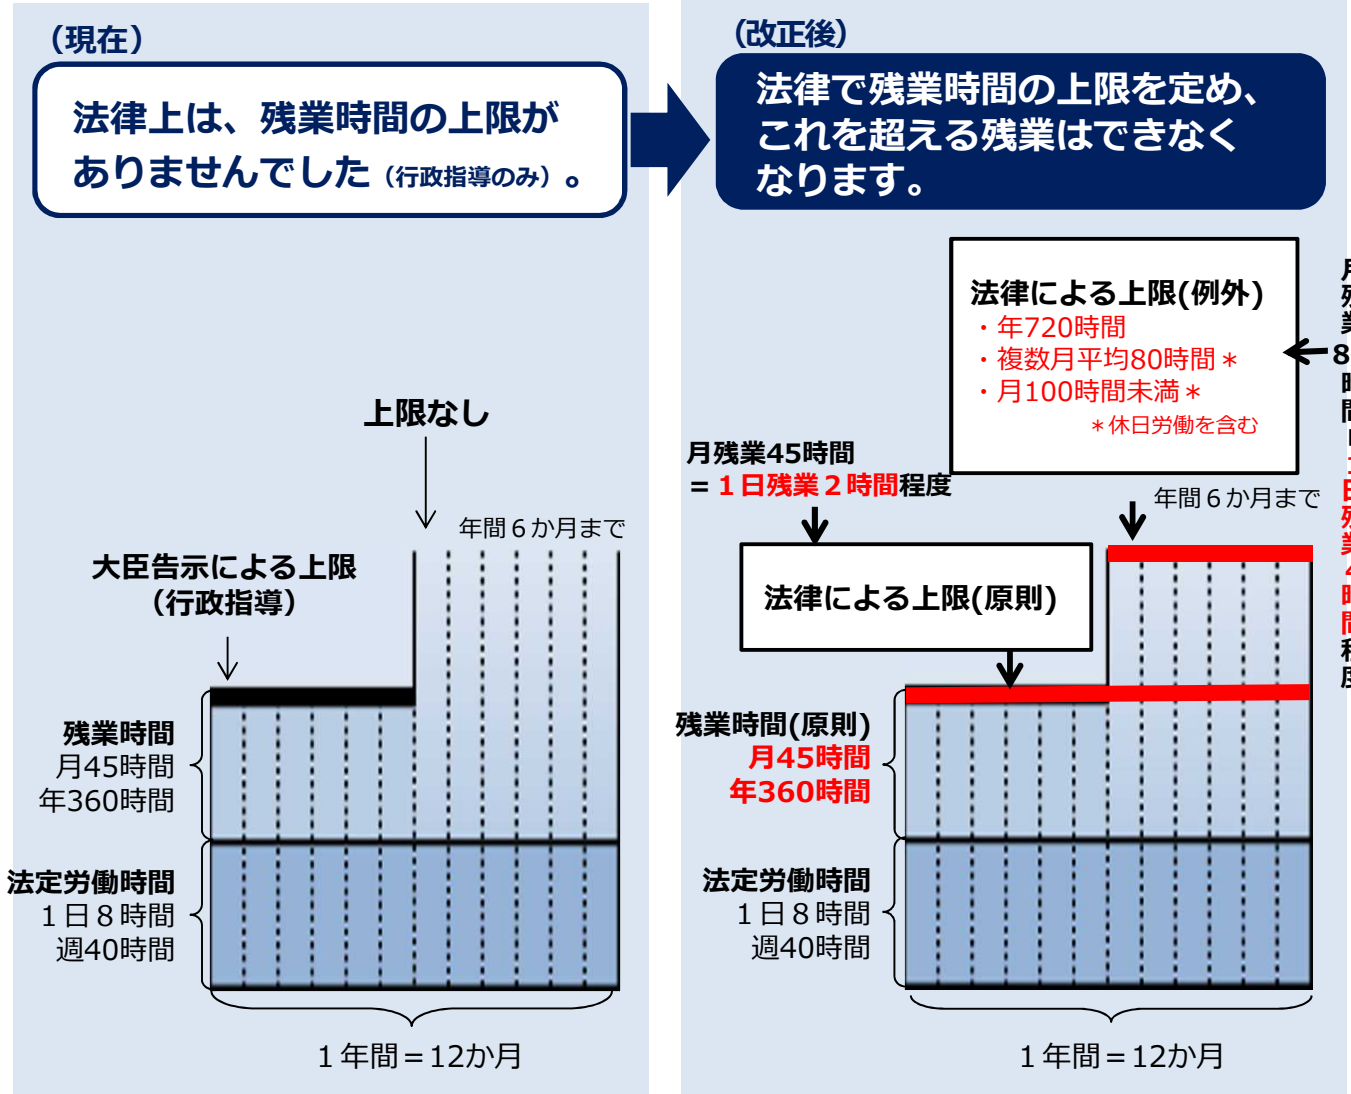 （現在）
法律上は、残業時間の上限が
ありませんでした（行政指導のみ）。
上限なし
年間６か月まで
大臣告示による上限
（行政指導）
残業時間
月45時間
年360時間
法定労働時間
１日８時間
週40時間
１年間＝12か月
（改正後）
法律で残業時間の上限を定め、
これを超える残業はできなく
なります。
法律による上限(例外)
・年720時間
・複数月平均80時間＊
・月100時間未満＊
＊休日労働を含む
月残業45時間
＝１日残業２時間程度
年間６か月まで
法律による上限(原則)
残業時間(原則)
月45時間
年360時間
法定労働時間
１日８時間
週40時間
１年間＝12か月